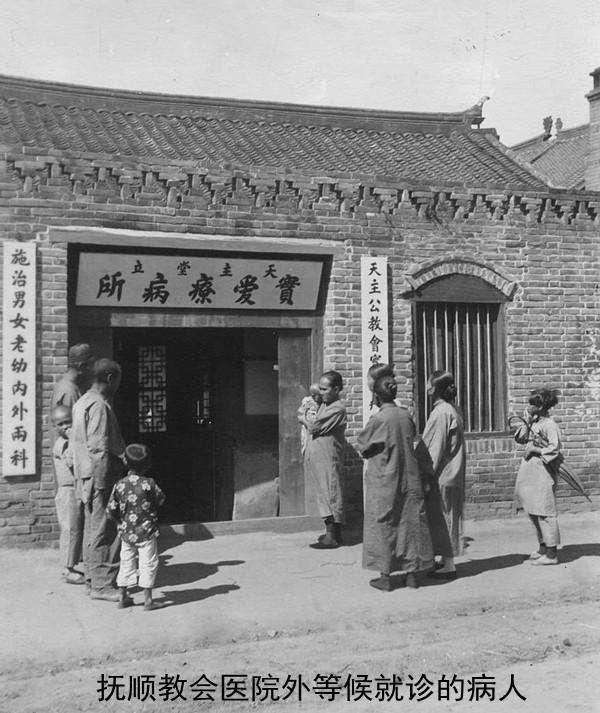 天主堂立
實愛療病所
天主公教會
施治男女老幼內外兩科
抚顺教会医院外等候就诊的病人